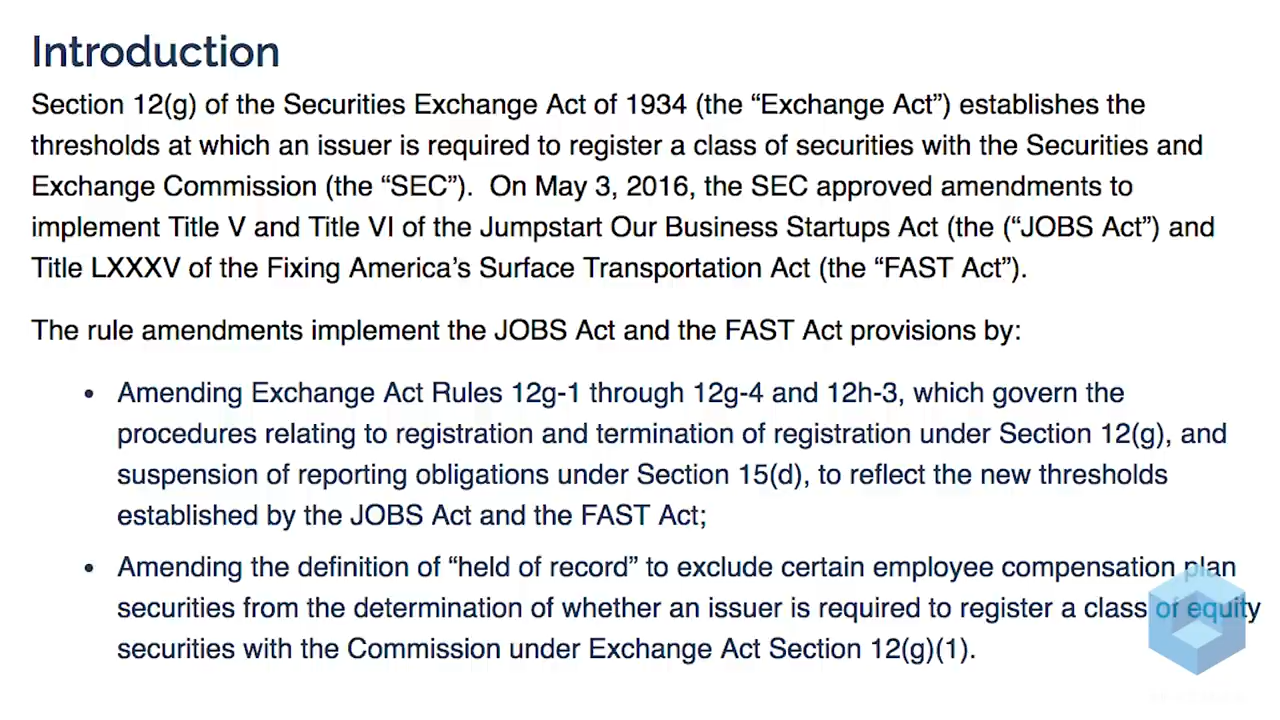 Introduction
Section 12(g) of the Securities Exchange Act of 1934 (the “Exchange Act”) establishes the
thresholds at which an issuer is required to register a class of securities with the Securities and
Exchange Commission (the “SEC”).  On May 3, 2016, the SEC approved amendments to
implement Title V and Title VI of the Jumpstart Our Business Startups Act (the (“JOBS Act”) and
Title LXXXV of the Fixing America’s Surface Transportation Act (the “FAST Act”).
The rule amendments implement the JOBS Act and the FAST Act provisions by:
• Amending Exchange Act Rules 12g-1 through 12g-4 and 12h-3, which govern the
procedures relating to registration and termination of registration under Section 12(g), and
suspension of reporting obligations under Section 15(d), to reflect the new thresholds
established by the JOBS Act and the FAST Act;
• Amending the definition of “held of record” to exclude certain employee compensation plan
securities from the determination of whether an issuer is required to register a class of equity
securities with the Commission under Exchange Act Section 12(g)(1).